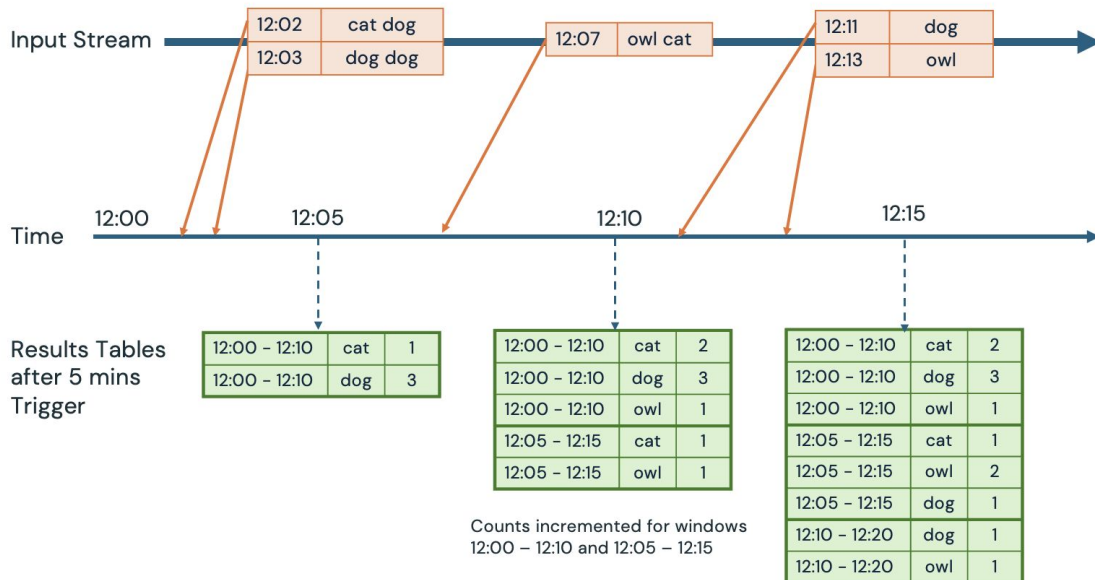 Input Stream
12:02 cat dog
12:03 dog dog
12:07 owl cat
12:11 dog
12:13 owl
Time
12:00
12:05
12:10
12:15
Results Tables
after 5 mins
Trigger
12:00 – 12:10 cat 1
12:00 – 12:10 dog 3
12:00 – 12:10 cat 2
12:00 – 12:10 dog 3
12:00 – 12:10 owl 1
12:05 – 12:15 cat 1
12:05 – 12:15 owl 1
Counts incremented for windows
12:00 – 12:10 and 12:05 – 12:15
12:00 – 12:10 cat 2
12:00 – 12:10 dog 3
12:00 – 12:10 owl 1
12:05 – 12:15 cat 1
12:05 – 12:15 owl 2
12:05 – 12:15 dog 1
12:10 – 12:20 dog 1
12:10 – 12:20 owl 1